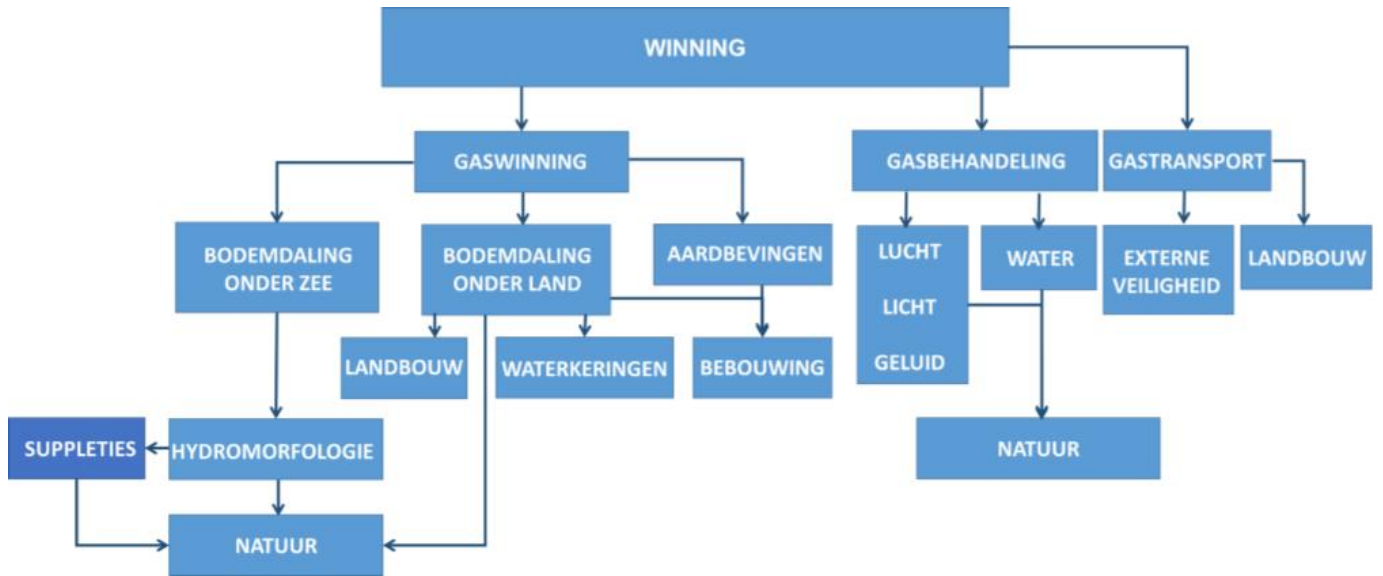 WINNING
GASWINNING
GASBEHANDELING
GASTRANSPORT
BODEMDALING
ONDER ZEE
BODEMDALING
ONDER LAND
AARDBEVINGEN
LUCHT
LICHT
GELUID
WATER
EXTERNE
VEILIGHEID
LANDBOUW
LANDBOUW
WATERKERINGEN
BEBOUWING
SUPPLETIES
HYDROMORFOLOGIE
NATUUR
NATUUR